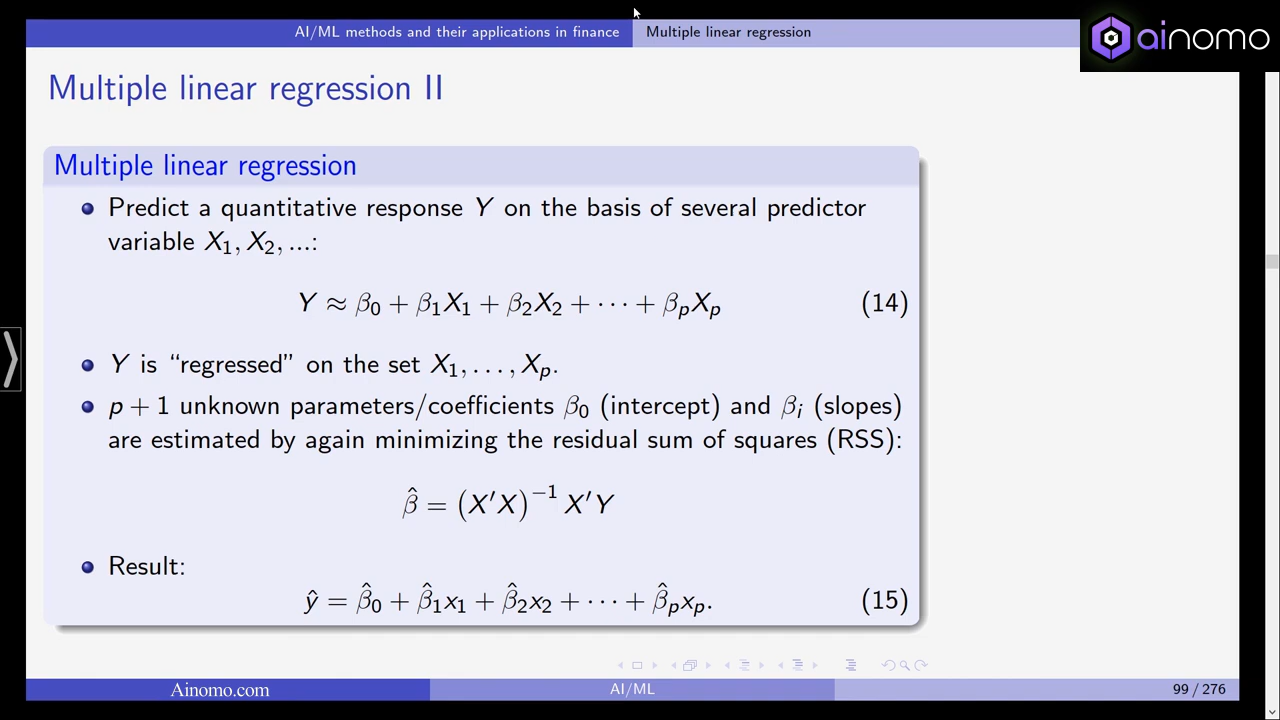 AI/ML methods and their applications in finance
Multiple linear regression
ainomo
Multiple linear regression II
Multiple linear regression
Predict a quantitative response Y on the basis of several predictor
variable X₁, X₂, ...:
Y ≈ β₀ + β₁X₁ + β₂X₂ + ⋯ + βₚXₚ (14)
Y is “regressed” on the set X₁, . . . , Xₚ.
p + 1 unknown parameters/coefficients β₀ (intercept) and βᵢ (slopes)
are estimated by again minimizing the residual sum of squares (RSS):
β̂ = (X′X)⁻¹ X′Y
Result:
ŷ = β̂₀ + β̂₁x₁ + β̂₂x₂ + ⋯ + β̂ₚxₚ. (15)
Ainomo.com
AI/ML
99 / 276